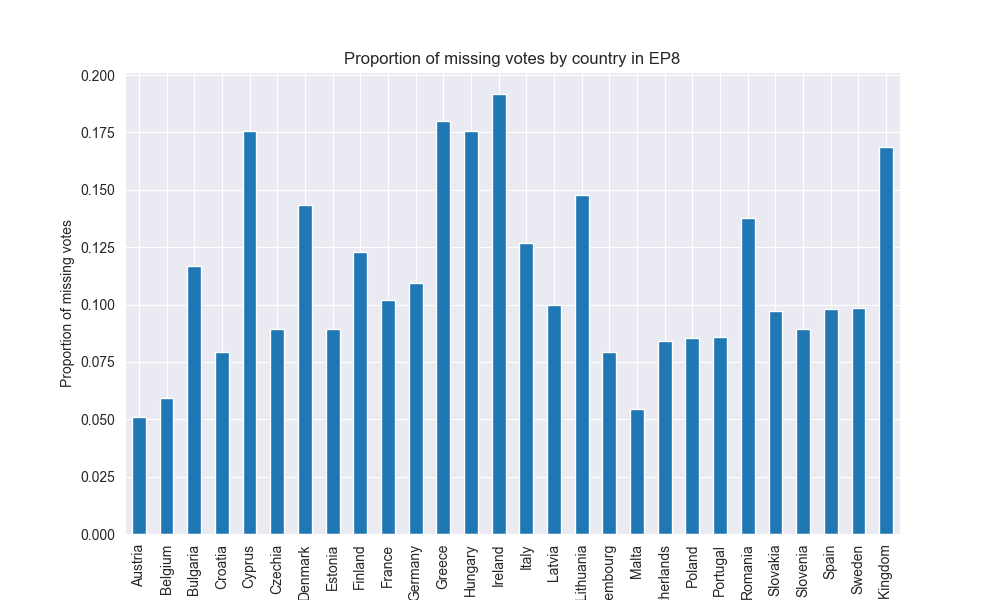 Proportion of missing votes by country in EP8
Proportion of missing votes
0.200
0.175
0.150
0.125
0.100
0.075
0.050
0.025
0.000
Austria
Belgium
Bulgaria
Croatia
Cyprus
Czechia
Denmark
Estonia
Finland
France
Germany
Greece
Hungary
Ireland
Italy
Latvia
Lithuania
embourg
Malta
herlands
Poland
Portugal
Romania
Slovakia
Slovenia
Spain
Sweden
Kingdom